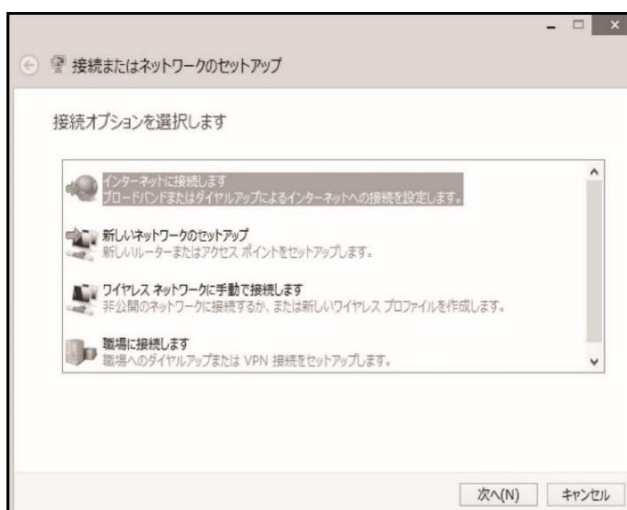 接続またはネットワークのセットアップ
接続オプションを選択します
インターネットに接続します
ブロードバンドまたはダイヤルアップによるインターネットへの接続を設定します。
新しいネットワークのセットアップ
新しいルーターまたはアクセス ポイントをセットアップします。
ワイヤレス ネットワークに手動で接続します
非公開のネットワークに接続するか、または新しいワイヤレス プロファイルを作成します。
職場に接続します
職場へのダイヤルアップまたは VPN 接続をセットアップします。
次へ(N)
キャンセル